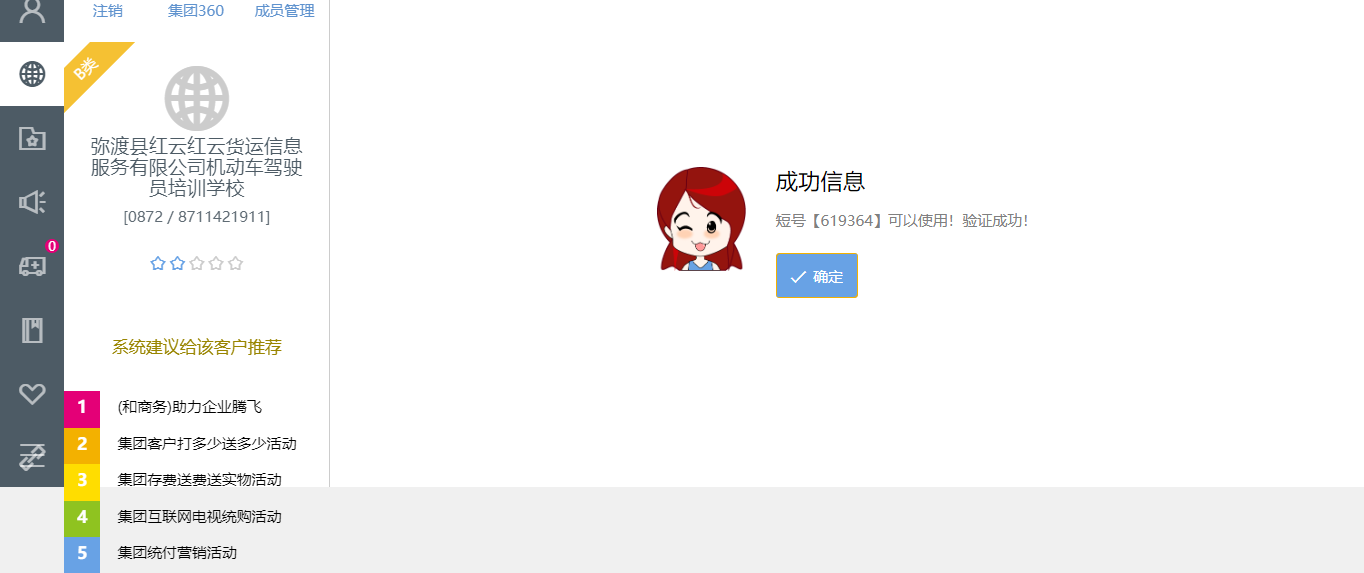 注销 集团360 成员管理
B类
弥渡县红云红云货运信息
服务有限公司机动车驾驶
员培训学校
[0872 / 8711421911]
0
系统建议给该客户推荐
1 (和商务)助力企业腾飞
2 集团客户打多少送多少活动
3 集团存费送费送实物活动
4 集团互联网电视统购活动
5 集团统付营销活动
成功信息
短号【619364】可以使用！验证成功！
确定